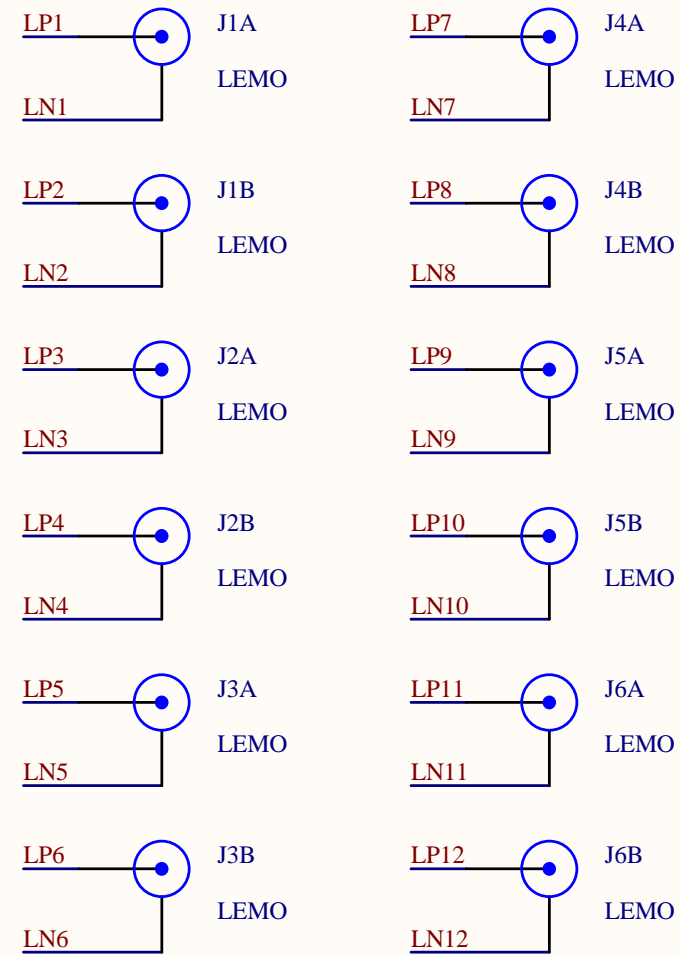 LP1 J1A
LEMO
LN1
LP2 J1B
LEMO
LN2
LP3 J2A
LEMO
LN3
LP4 J2B
LEMO
LN4
LP5 J3A
LEMO
LN5
LP6 J3B
LEMO
LN6
LP7 J4A
LEMO
LN7
LP8 J4B
LEMO
LN8
LP9 J5A
LEMO
LN9
LP10 J5B
LEMO
LN10
LP11 J6A
LEMO
LN11
LP12 J6B
LEMO
LN12